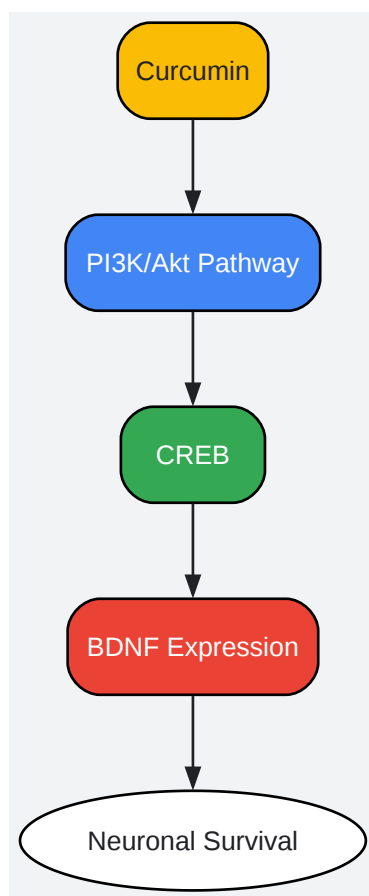 Curcumin
PI3K/Akt Pathway
CREB
BDNF Expression
Neuronal Survival